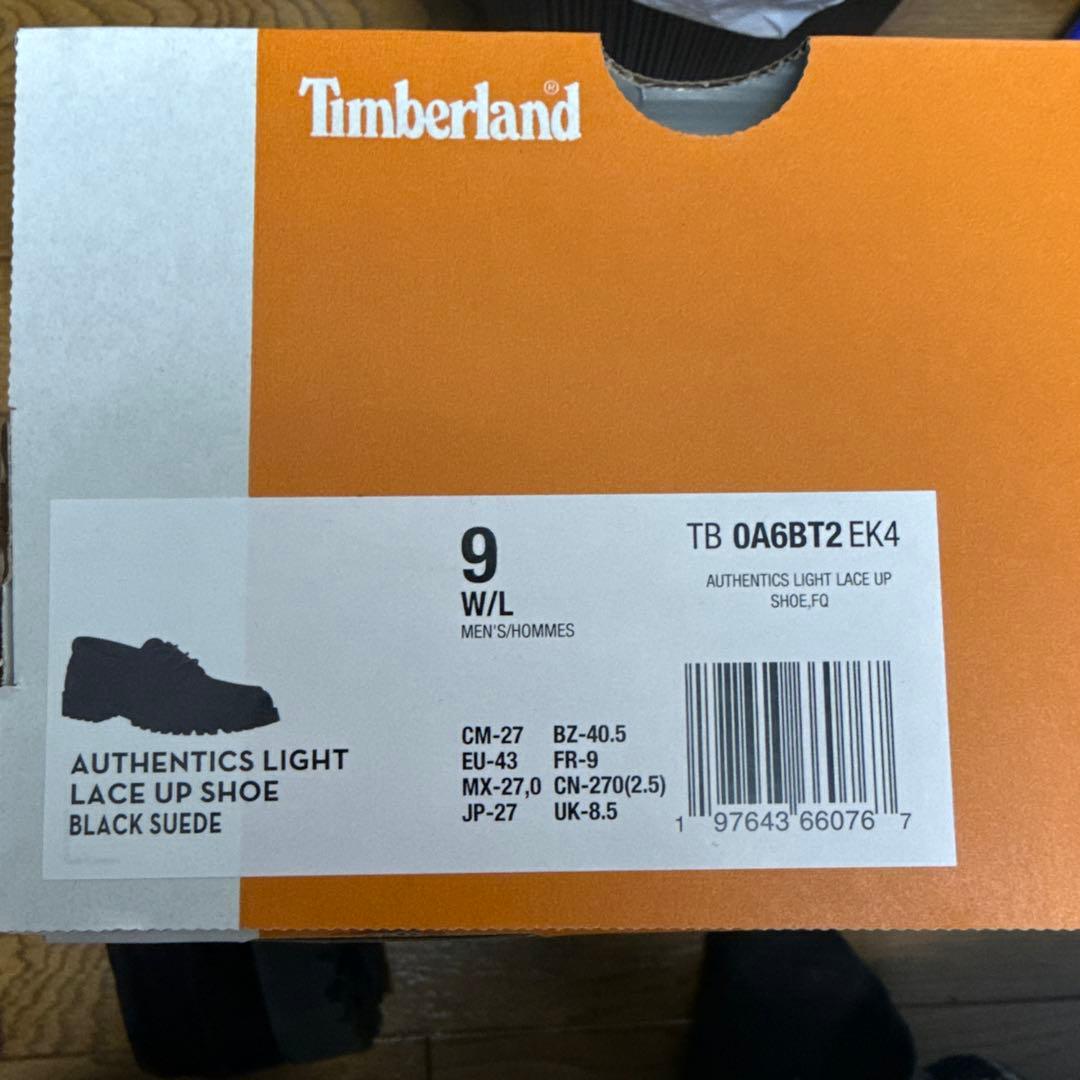 Timberland®
9
W/L
MEN'S/HOMMES
TB 0A6BT2 EK4
AUTHENTICS LIGHT LACE UP
SHOE,FQ
AUTHENTICS LIGHT
LACE UP SHOE
BLACK SUEDE
CM-27 BZ-40.5
EU-43 FR-9
MX-27,0 CN-270(2.5)
JP-27 UK-8.5
1 97643 66076 7